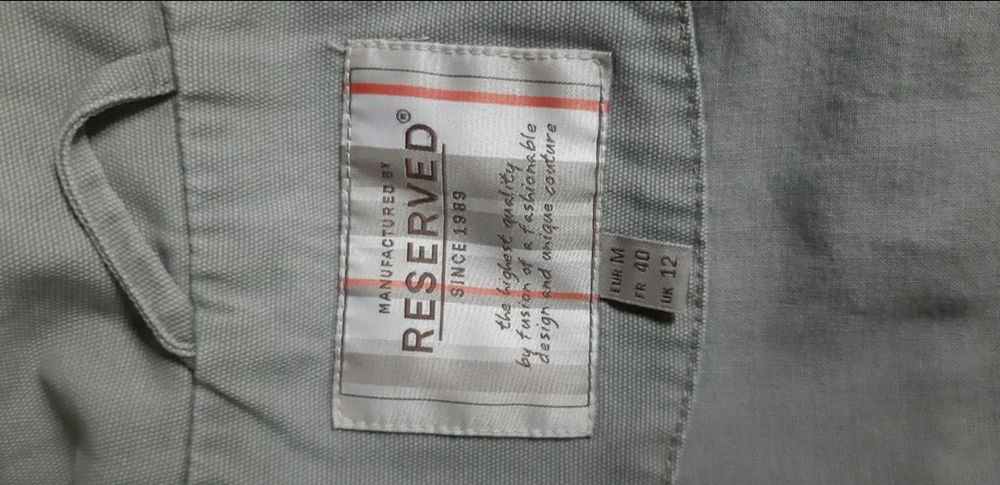 MANUFACTURED BY
RESERVED®
SINCE 1989
the highest quality
by fusion of a fashionable
design and unique couture
EUR M
FR 40
UK 12